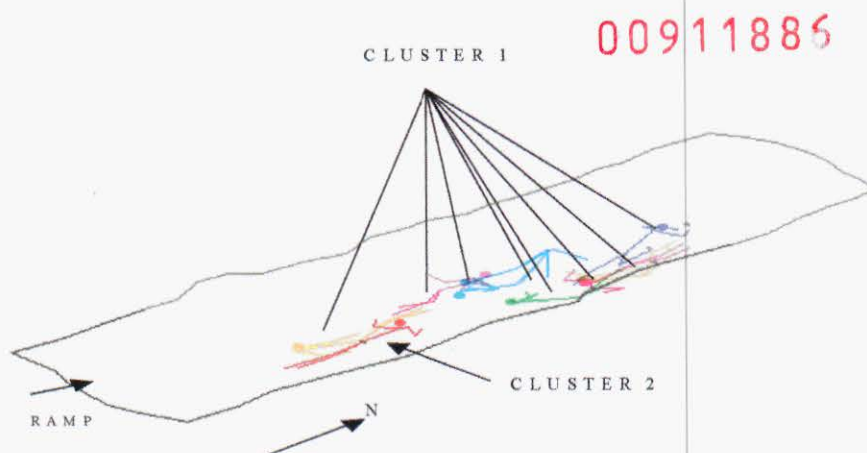 00911886
CLUSTER 1
CLUSTER 2
N
RAMP